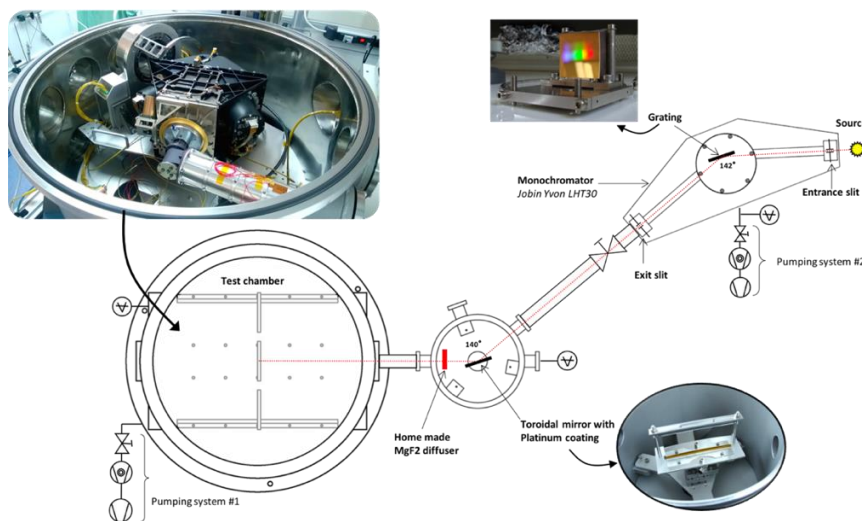 Source
Grating
142°
Monochromator
Jobin Yvon LHT30
Entrance slit
Pumping system #2
Exit slit
Test chamber
140°
Home made
MgF2 diffuser
Toroidal mirror with
Platinum coating
Pumping system #1